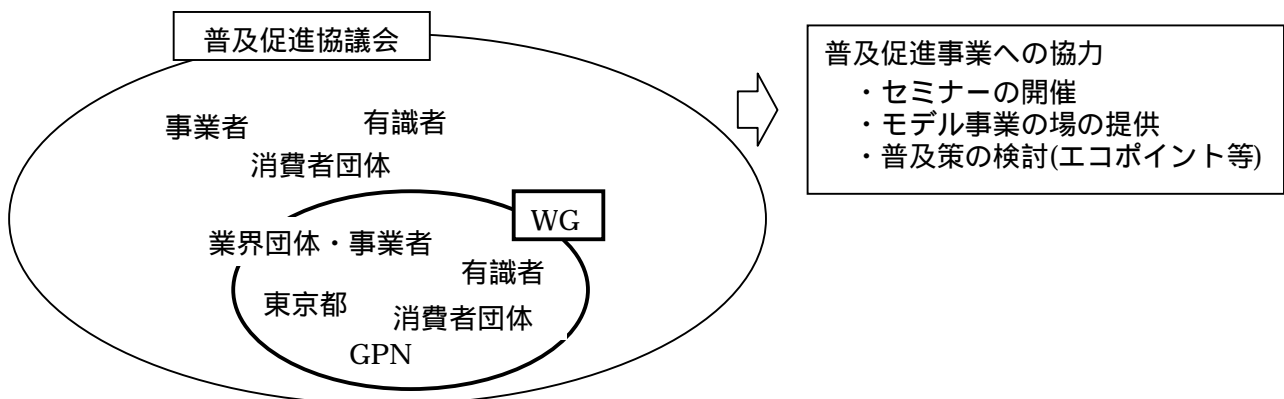 普及促進協議会
事業者
有識者
消費者団体
WG
業界団体・事業者
有識者
東京都
消費者団体
GPN
普及促進事業への協力
・セミナーの開催
・モデル事業の場の提供
・普及策の検討(エコポイント等)